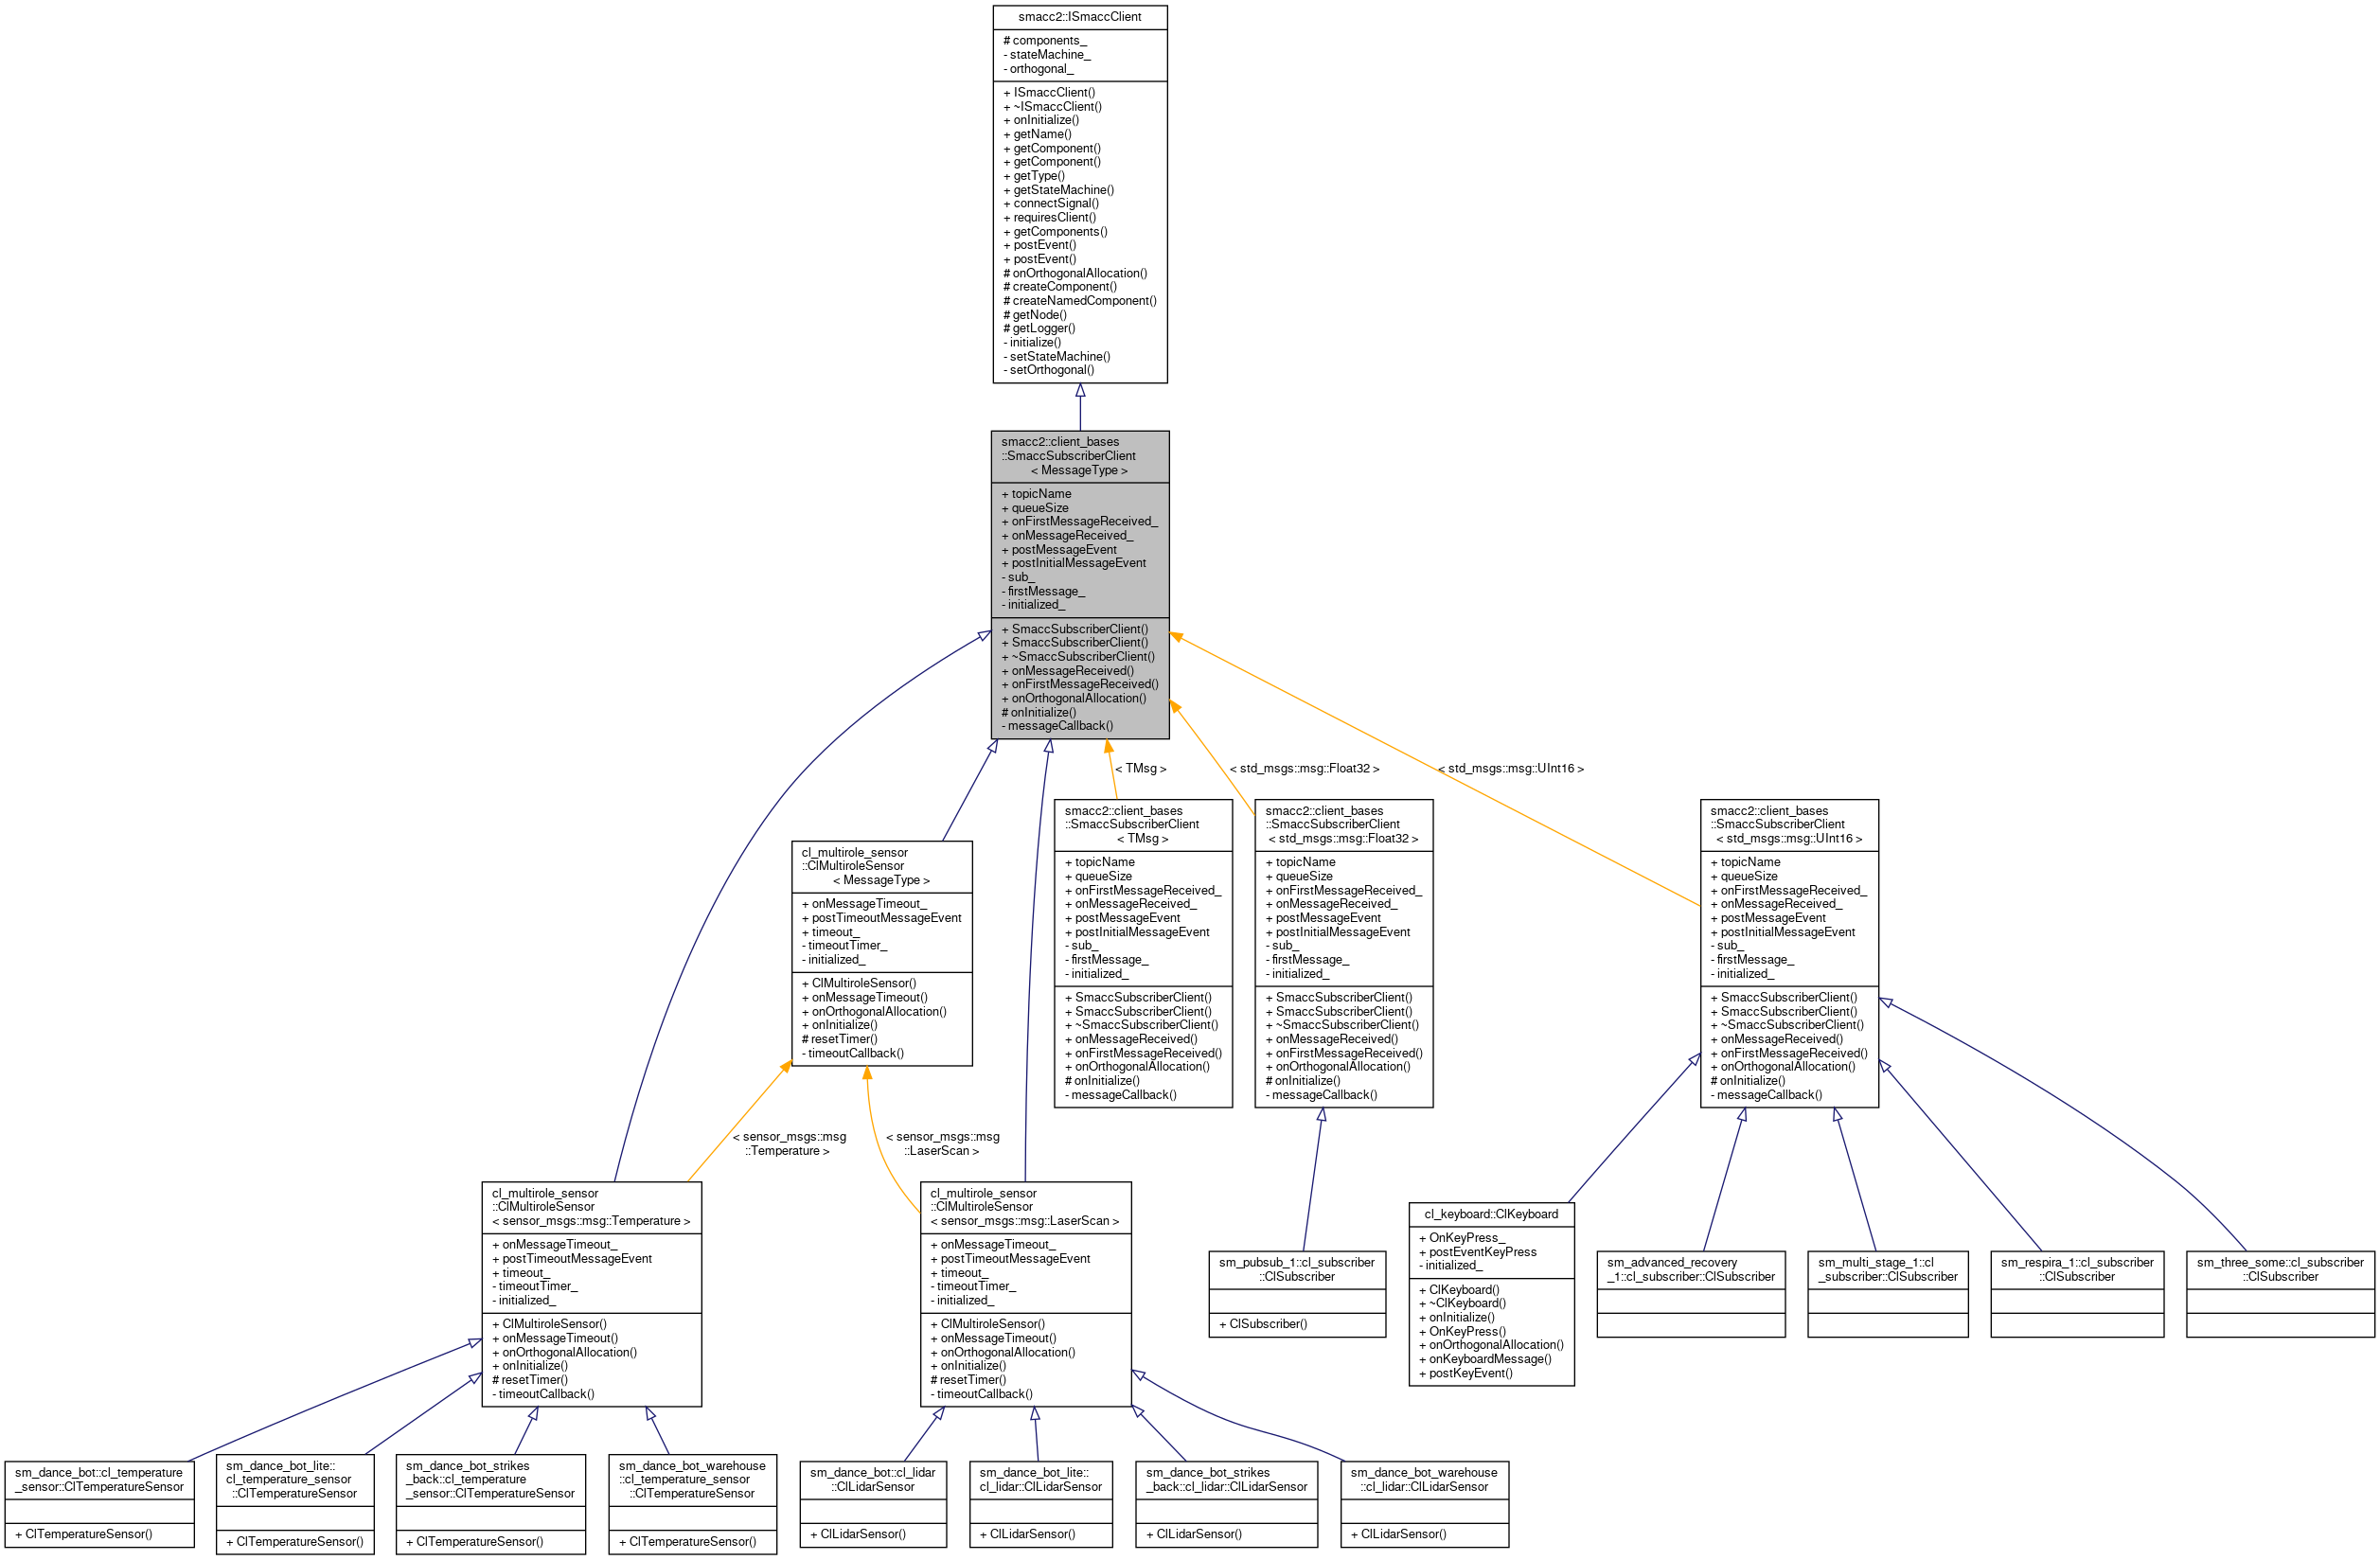 smacc2::ISmaccClient
# components_
- stateMachine_
- orthogonal_
+ ISmaccClient()
+ ~ISmaccClient()
+ onInitialize()
+ getName()
+ getComponent()
+ getComponent()
+ getType()
+ getStateMachine()
+ connectSignal()
+ requiresClient()
+ getComponents()
+ postEvent()
+ postEvent()
# onOrthogonalAllocation()
# createComponent()
# createNamedComponent()
# getNode()
# getLogger()
- initialize()
- setStateMachine()
- setOrthogonal()
smacc2::client_bases
::SmaccSubscriberClient
< MessageType >
+ topicName
+ queueSize
+ onFirstMessageReceived_
+ onMessageReceived_
+ postMessageEvent
+ postInitialMessageEvent
- sub_
- firstMessage_
- initialized_
+ SmaccSubscriberClient()
+ SmaccSubscriberClient()
+ ~SmaccSubscriberClient()
+ onMessageReceived()
+ onFirstMessageReceived()
+ onOrthogonalAllocation()
# onInitialize()
- messageCallback()
< TMsg >
< std_msgs::msg::Float32 >
< std_msgs::msg::UInt16 >
cl_multirole_sensor
::ClMultiroleSensor
< MessageType >
+ onMessageTimeout_
+ postTimeoutMessageEvent
+ timeout_
- timeoutTimer_
- initialized_
+ ClMultiroleSensor()
+ onMessageTimeout()
+ onOrthogonalAllocation()
+ onInitialize()
# resetTimer()
- timeoutCallback()
smacc2::client_bases
::SmaccSubscriberClient
< TMsg >
+ topicName
+ queueSize
+ onFirstMessageReceived_
+ onMessageReceived_
+ postMessageEvent
+ postInitialMessageEvent
- sub_
- firstMessage_
- initialized_
+ SmaccSubscriberClient()
+ SmaccSubscriberClient()
+ ~SmaccSubscriberClient()
+ onMessageReceived()
+ onFirstMessageReceived()
+ onOrthogonalAllocation()
# onInitialize()
- messageCallback()
smacc2::client_bases
::SmaccSubscriberClient
< std_msgs::msg::Float32 >
+ topicName
+ queueSize
+ onFirstMessageReceived_
+ onMessageReceived_
+ postMessageEvent
+ postInitialMessageEvent
- sub_
- firstMessage_
- initialized_
+ SmaccSubscriberClient()
+ SmaccSubscriberClient()
+ ~SmaccSubscriberClient()
+ onMessageReceived()
+ onFirstMessageReceived()
+ onOrthogonalAllocation()
# onInitialize()
- messageCallback()
smacc2::client_bases
::SmaccSubscriberClient
< std_msgs::msg::UInt16 >
+ topicName
+ queueSize
+ onFirstMessageReceived_
+ onMessageReceived_
+ postMessageEvent
+ postInitialMessageEvent
- sub_
- firstMessage_
- initialized_
+ SmaccSubscriberClient()
+ SmaccSubscriberClient()
+ ~SmaccSubscriberClient()
+ onMessageReceived()
+ onFirstMessageReceived()
+ onOrthogonalAllocation()
# onInitialize()
- messageCallback()
< sensor_msgs::msg
::Temperature >
< sensor_msgs::msg
::LaserScan >
cl_multirole_sensor
::ClMultiroleSensor
< sensor_msgs::msg::Temperature >
+ onMessageTimeout_
+ postTimeoutMessageEvent
+ timeout_
- timeoutTimer_
- initialized_
+ ClMultiroleSensor()
+ onMessageTimeout()
+ onOrthogonalAllocation()
+ onInitialize()
# resetTimer()
- timeoutCallback()
cl_multirole_sensor
::ClMultiroleSensor
< sensor_msgs::msg::LaserScan >
+ onMessageTimeout_
+ postTimeoutMessageEvent
+ timeout_
- timeoutTimer_
- initialized_
+ ClMultiroleSensor()
+ onMessageTimeout()
+ onOrthogonalAllocation()
+ onInitialize()
# resetTimer()
- timeoutCallback()
sm_pubsub_1::cl_subscriber
::ClSubscriber
+ ClSubscriber()
cl_keyboard::ClKeyboard
+ OnKeyPress_
+ postEventKeyPress
- initialized_
+ ClKeyboard()
+ ~ClKeyboard()
+ onInitialize()
+ OnKeyPress()
+ onOrthogonalAllocation()
+ onKeyboardMessage()
+ postKeyEvent()
sm_advanced_recovery
_1::cl_subscriber::ClSubscriber
sm_multi_stage_1::cl
_subscriber::ClSubscriber
sm_respira_1::cl_subscriber
::ClSubscriber
sm_three_some::cl_subscriber
::ClSubscriber
sm_dance_bot::cl_temperature
_sensor::ClTemperatureSensor
+ ClTemperatureSensor()
sm_dance_bot_lite::
cl_temperature_sensor
::ClTemperatureSensor
+ ClTemperatureSensor()
sm_dance_bot_strikes
_back::cl_temperature
_sensor::ClTemperatureSensor
+ ClTemperatureSensor()
sm_dance_bot_warehouse
::cl_temperature_sensor
::ClTemperatureSensor
+ ClTemperatureSensor()
sm_dance_bot::cl_lidar
::ClLidarSensor
+ ClLidarSensor()
sm_dance_bot_lite::
cl_lidar::ClLidarSensor
+ ClLidarSensor()
sm_dance_bot_strikes
_back::cl_lidar::ClLidarSensor
+ ClLidarSensor()
sm_dance_bot_warehouse
::cl_lidar::ClLidarSensor
+ ClLidarSensor()